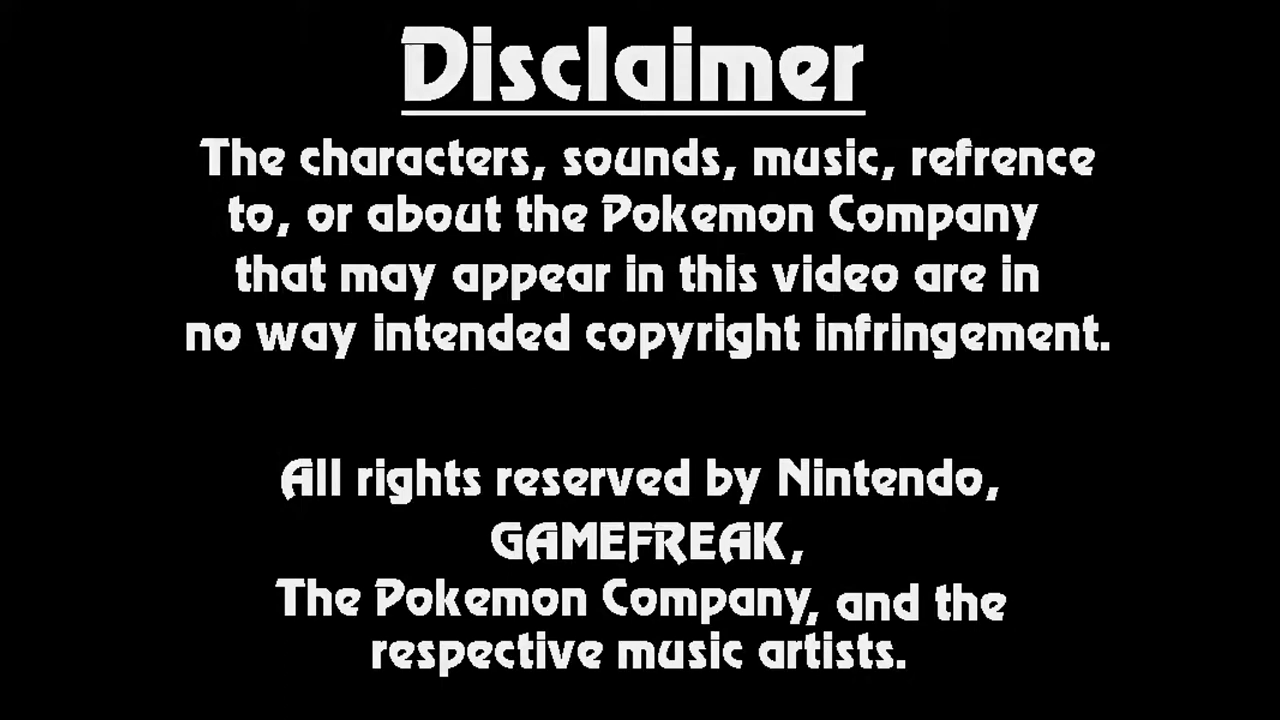 Disclaimer
The characters, sounds, music, refrence
to, or about the Pokemon Company
that may appear in this video are in
no way intended copyright infringement.
All rights reserved by Nintendo,
GAMEFREAK,
The Pokemon Company, and the
respective music artists.